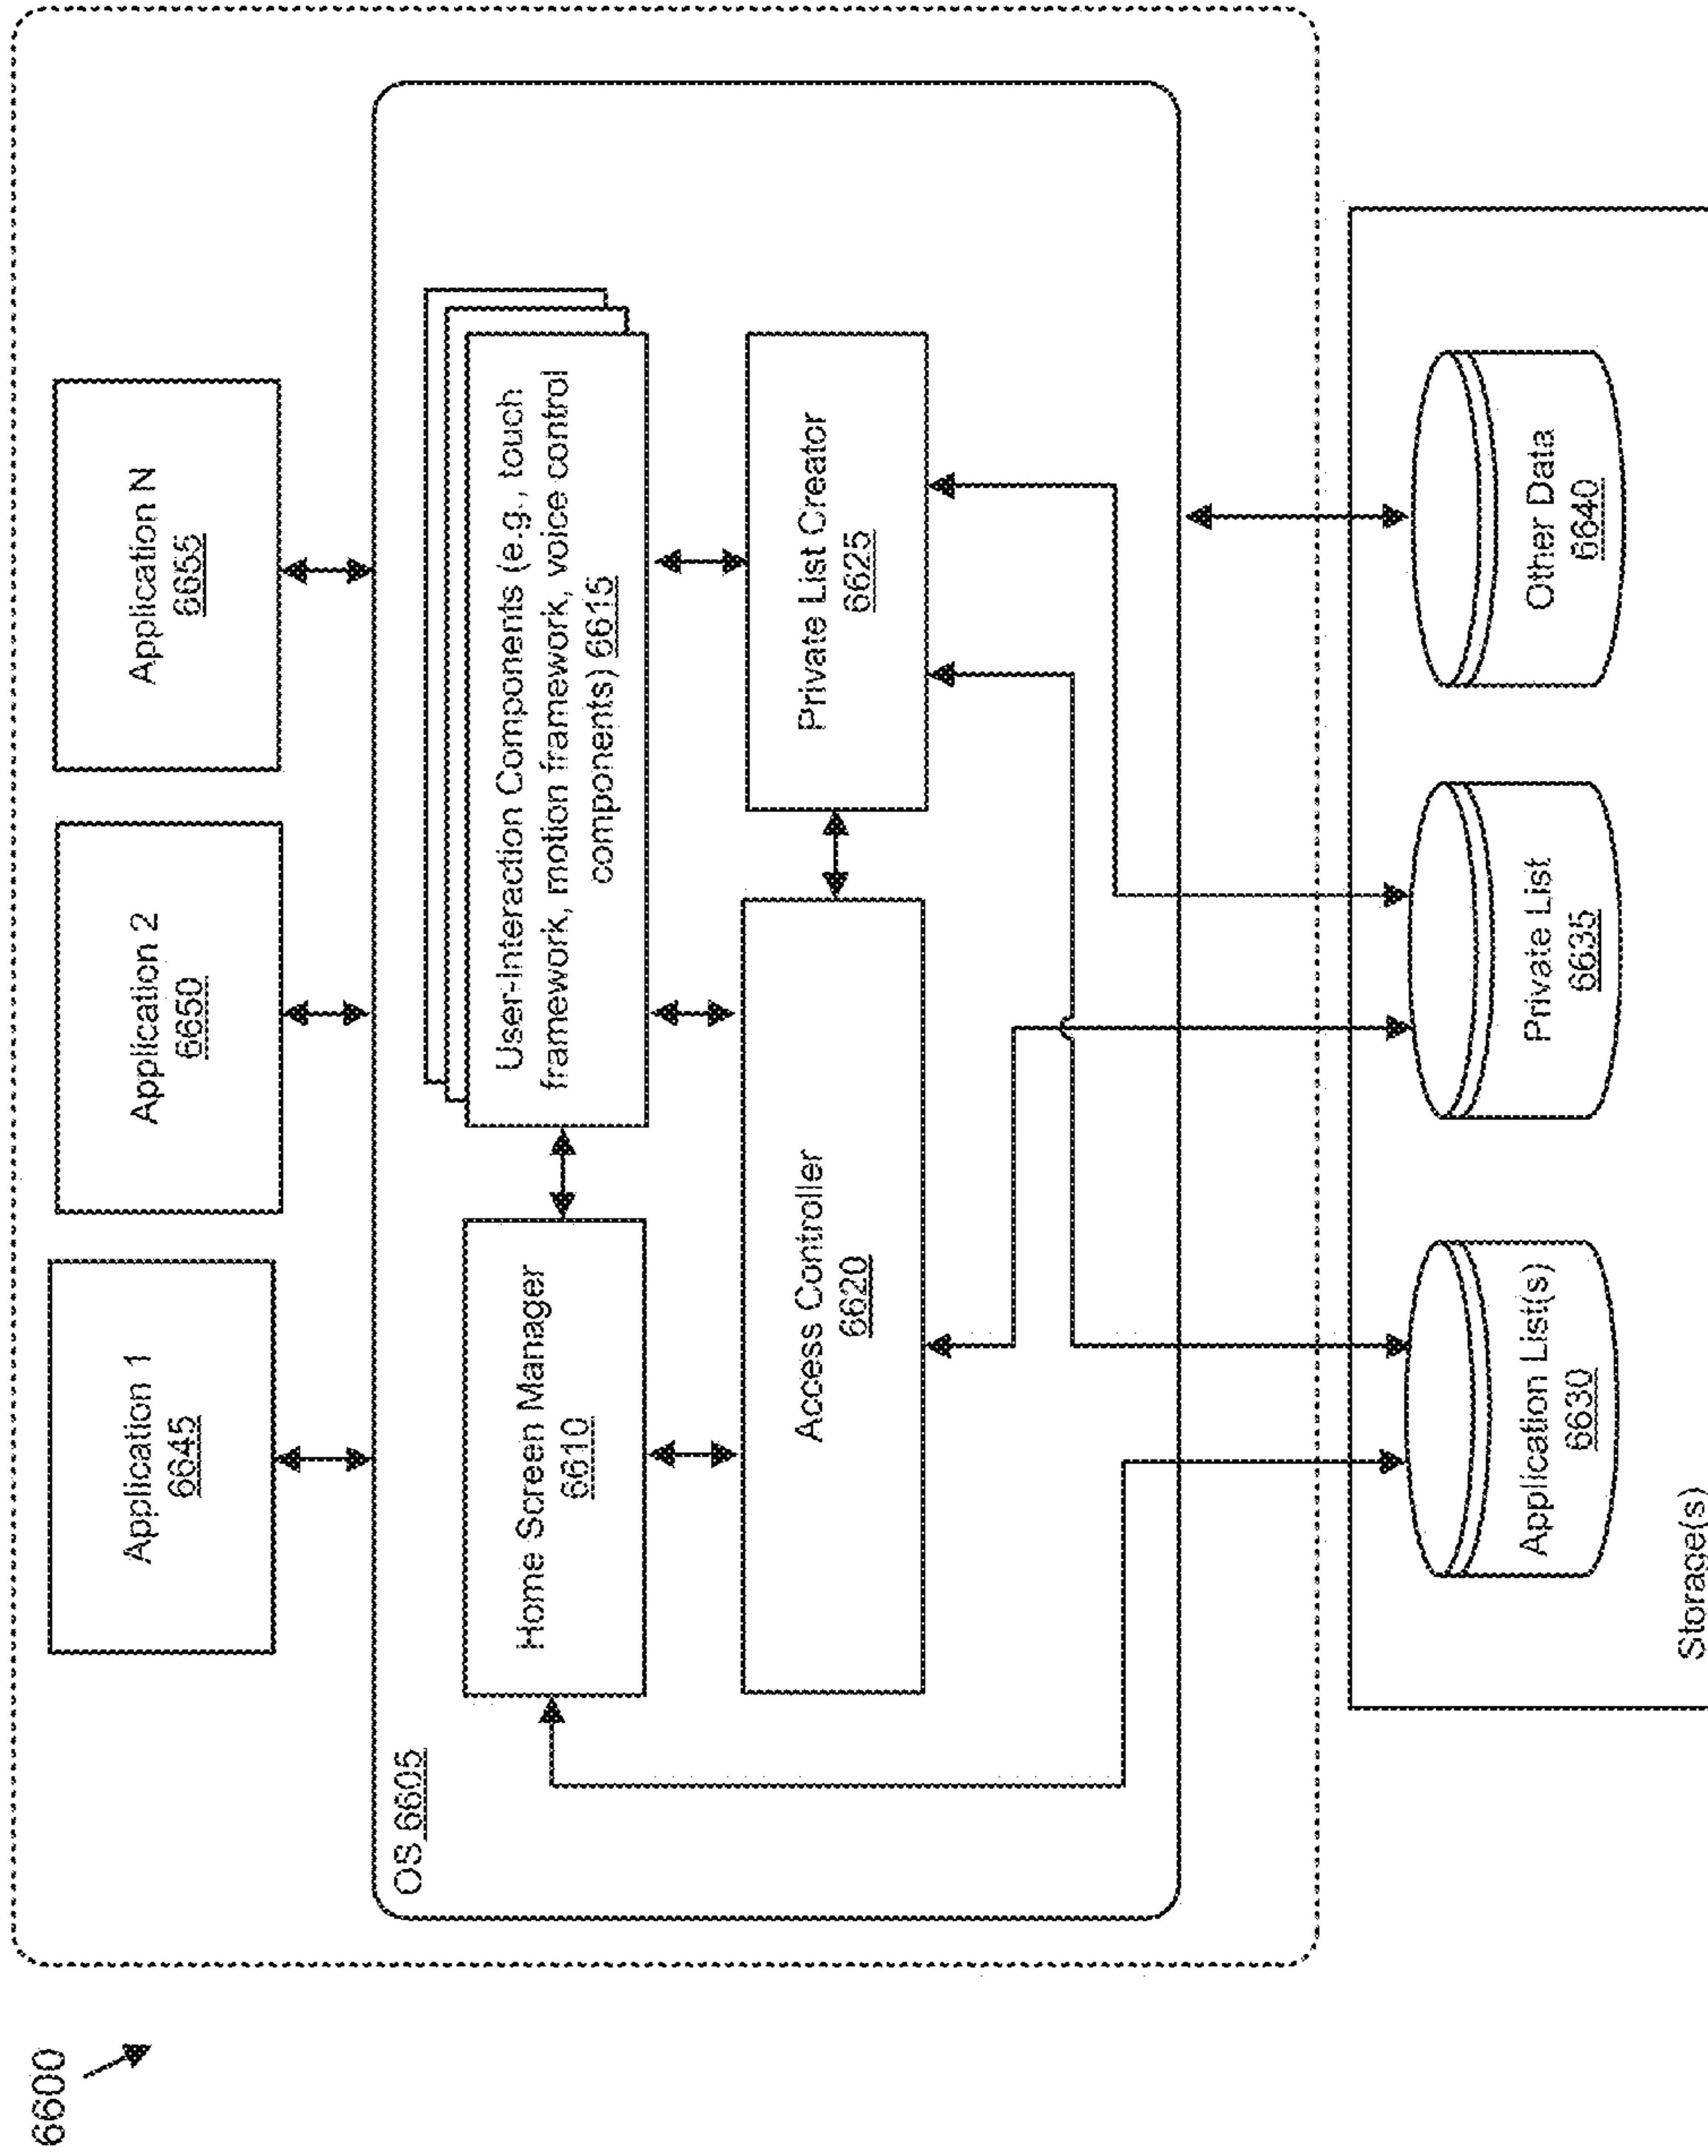 6600
Application 1
6645
Application 2
6650
Application N
6655
OS 6605
Home Screen Manager
6610
User-Interaction Components (e.g., touch
framework, motion framework, voice control
components) 6615
Access Controller
6620
Private List Creator
6625
Application List(s)
6630
Private List
6635
Other Data
6640
Storage(s)